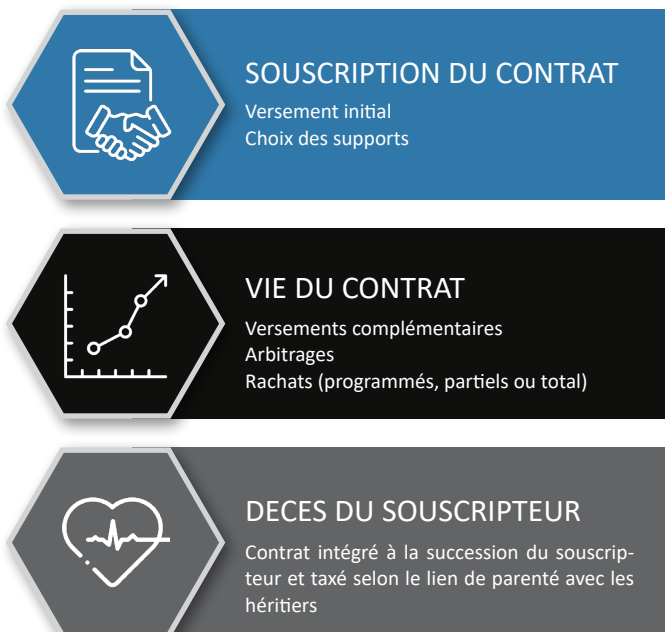 SOUSCRIPTION DU CONTRAT
Versement initial
Choix des supports
VIE DU CONTRAT
Versements complémentaires
Arbitrages
Rachats (programmés, partiels ou total)
DECES DU SOUSCRIPTEUR
Contrat intégré à la succession du souscrip-
teur et taxé selon le lien de parenté avec les
héritiers